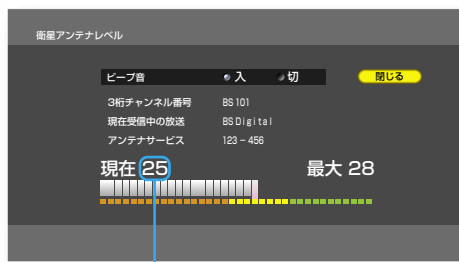 衛星アンテナレベル
ビープ音 入 切 閉じる
3桁チャンネル番号 BS 101
現在受信中の放送 BS Digital
アンテナサービス 123 − 456
現在 25 最大 28